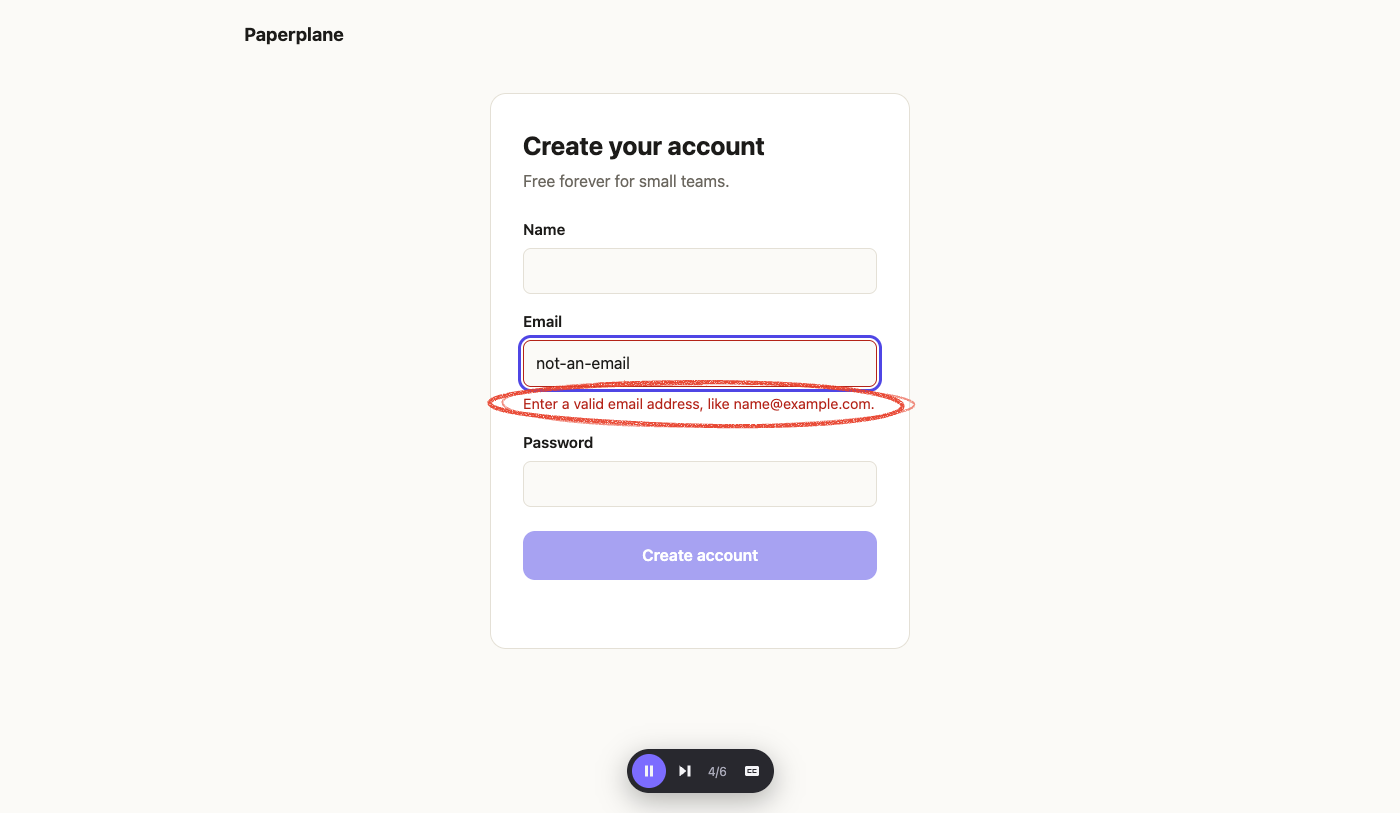 Paperplane
Create your account
Free forever for small teams.
Name
Email
not-an-email
Enter a valid email address, like name@example.com.
Password
Create account
4/6
CC